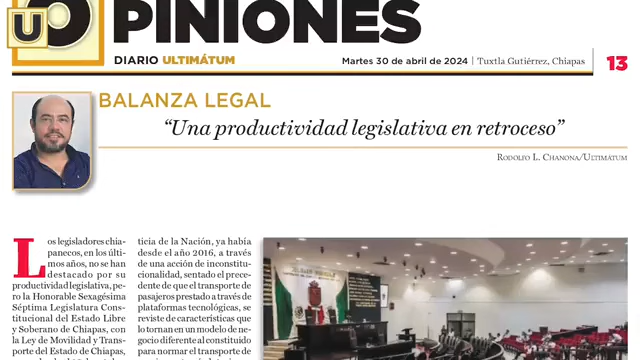 U
OPINIONES
DIARIO ULTIMÁTUM
Martes 30 de abril de 2024 | Tuxtla Gutiérrez, Chiapas
13
BALANZA LEGAL
“Una productividad legislativa en retroceso”
RODOLFO L. CHANONA/ULTIMATUM
Los legisladores chia-
panecos, en los últi-
mos años, no se han
destacado por su
productividad legislativa, pe-
ro la Honorable Sexagésima
Séptima Legislatura Cons-
titucional del Estado Libre
y Soberano de Chiapas, con
la Ley de Movilidad y Trans-
porte del Estado de Chiapas,
ticia de la Nación, ya había
desde el año 2016, a través
de una acción de inconstitu-
cionalidad, sentado el prece-
dente de que el transporte de
pasajeros prestado a través de
plataformas tecnológicas, se
reviste de características que
lo tornan en un modelo de ne-
gocio diferente al constituido
para normar el transporte de